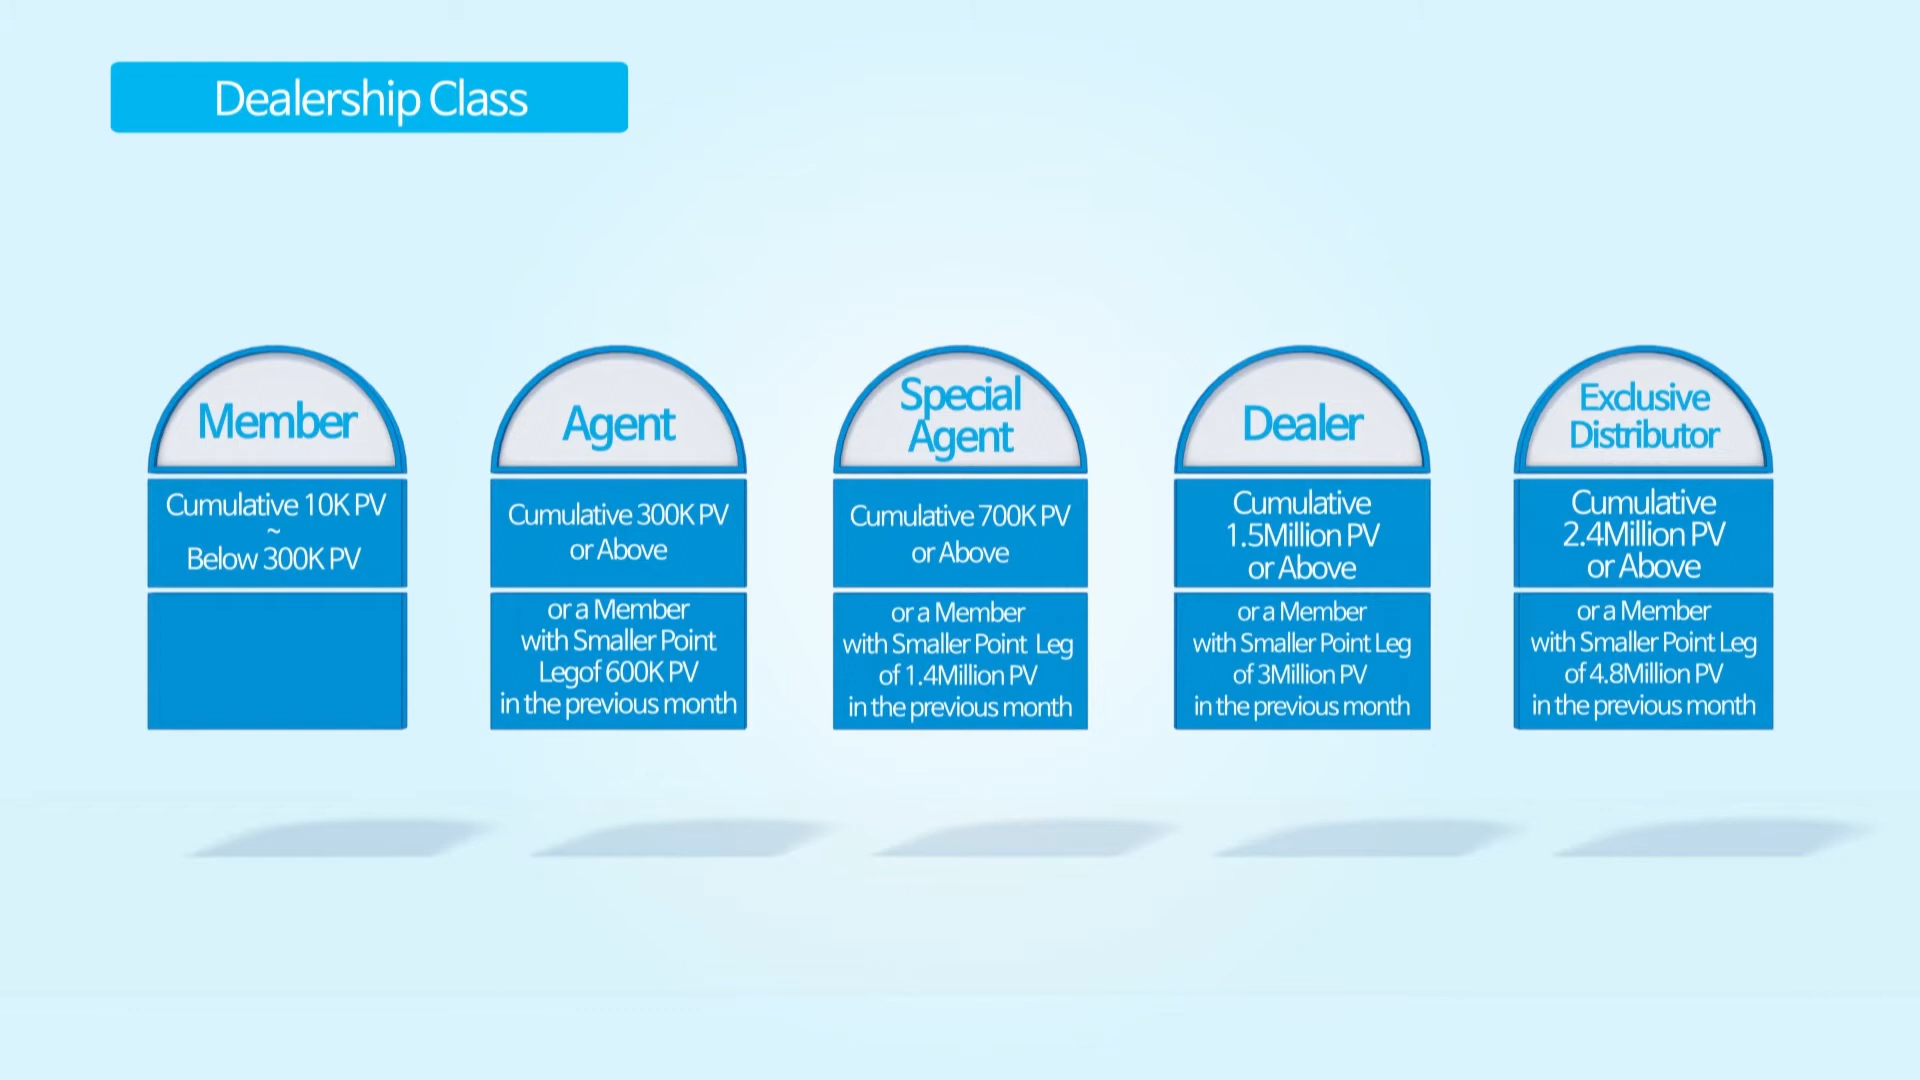 Dealership Class
Member
Cumulative 10K PV
~
Below 300K PV
Agent
Cumulative 300K PV
or Above
or a Member
with Smaller Point
Legof 600K PV
in the previous month
Special
Agent
Cumulative 700K PV
or Above
or a Member
with Smaller Point Leg
of 1.4Million PV
in the previous month
Dealer
Cumulative
1.5Million PV
or Above
or a Member
with Smaller Point Leg
of 3Million PV
in the previous month
Exclusive
Distributor
Cumulative
2.4Million PV
or Above
or a Member
with Smaller Point Leg
of 4.8Million PV
in the previous month